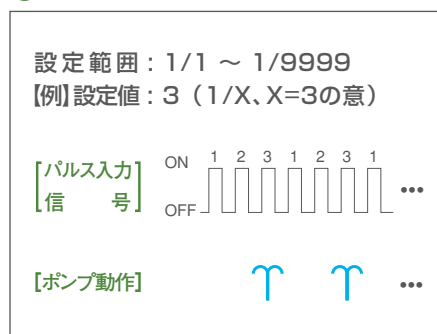 設定範囲：1/1 ～ 1/9999
【例】設定値：3（1/X、X=3の意）
[パルス入力信　　号] ON 1 2 3 1 2 3 1 •••
OFF
[ポンプ動作] •••